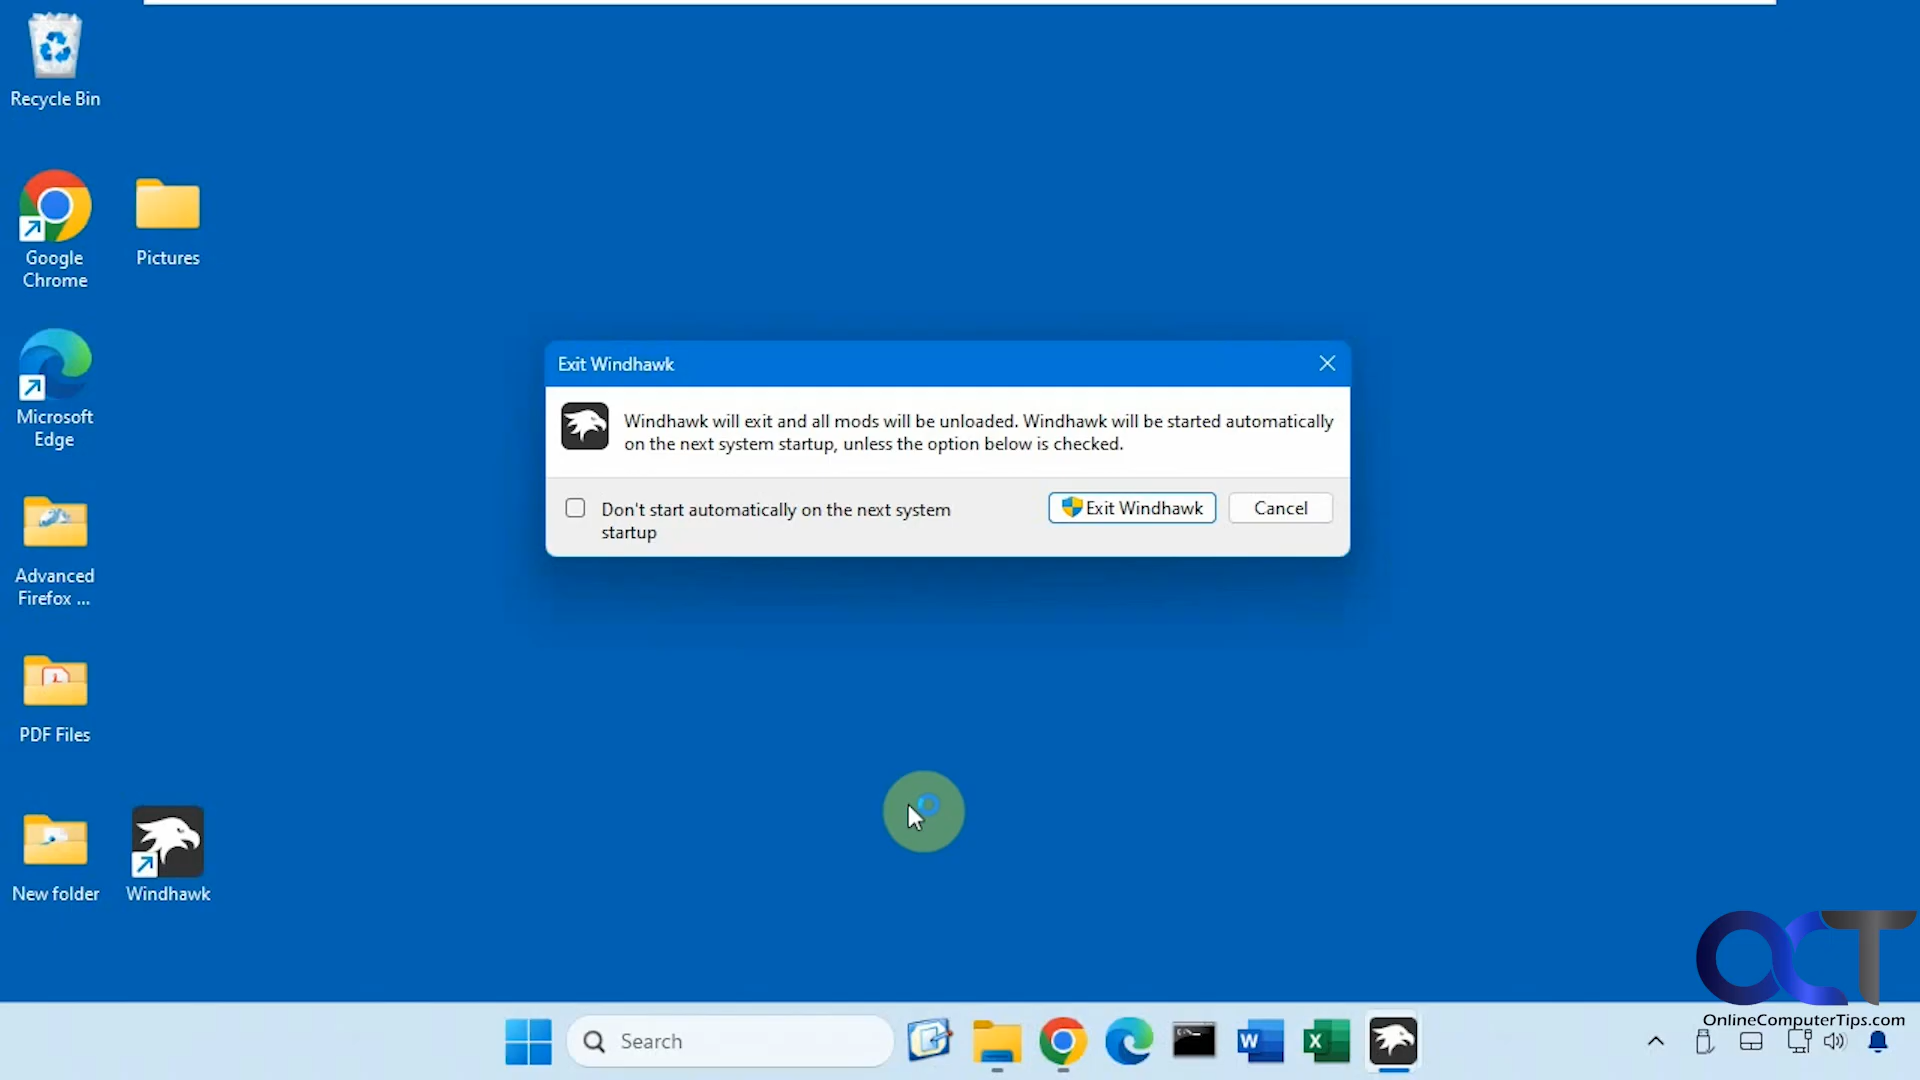 Recycle Bin
Google
Chrome
Pictures
Microsoft
Edge
Advanced
Firefox ...
PDF Files
New folder
Windhawk
Exit Windhawk
Windhawk will exit and all mods will be unloaded. Windhawk will be started automatically
on the next system startup, unless the option below is checked.
Don't start automatically on the next system
startup
Exit Windhawk
Cancel
OCT
OnlineComputerTips.com
Search
W
X